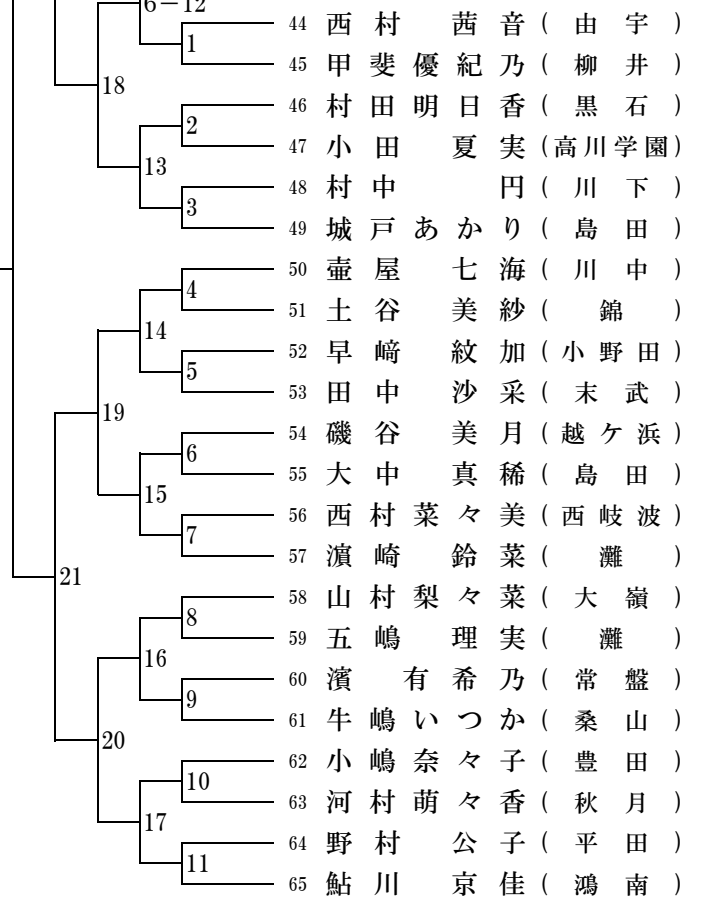 6－12
44 西村 茜音(由宇)
1
45 甲斐優紀乃(柳井)
18
46 村田明日香(黒石)
2
47 小田 夏実(高川学園)
13
48 村中 円(川下)
3
49 城戸あかり(島田)
50 壷屋 七海(川中)
4
51 土谷 美紗(錦)
14
52 早﨑 紋加(小野田)
5
53 田中 沙采(末武)
19
54 磯谷 美月(越ケ浜)
6
55 大中 真稀(島田)
15
56 西村菜々美(西岐波)
7
57 濵崎 鈴菜(灘)
21
58 山村梨々菜(大嶺)
8
59 五嶋 理実(灘)
16
60 濱 有希乃(常盤)
9
61 牛嶋いつか(桑山)
20
62 小嶋奈々子(豊田)
10
63 河村萌々香(秋月)
17
64 野村 公子(平田)
11
65 鮎川 京佳(鴻南)